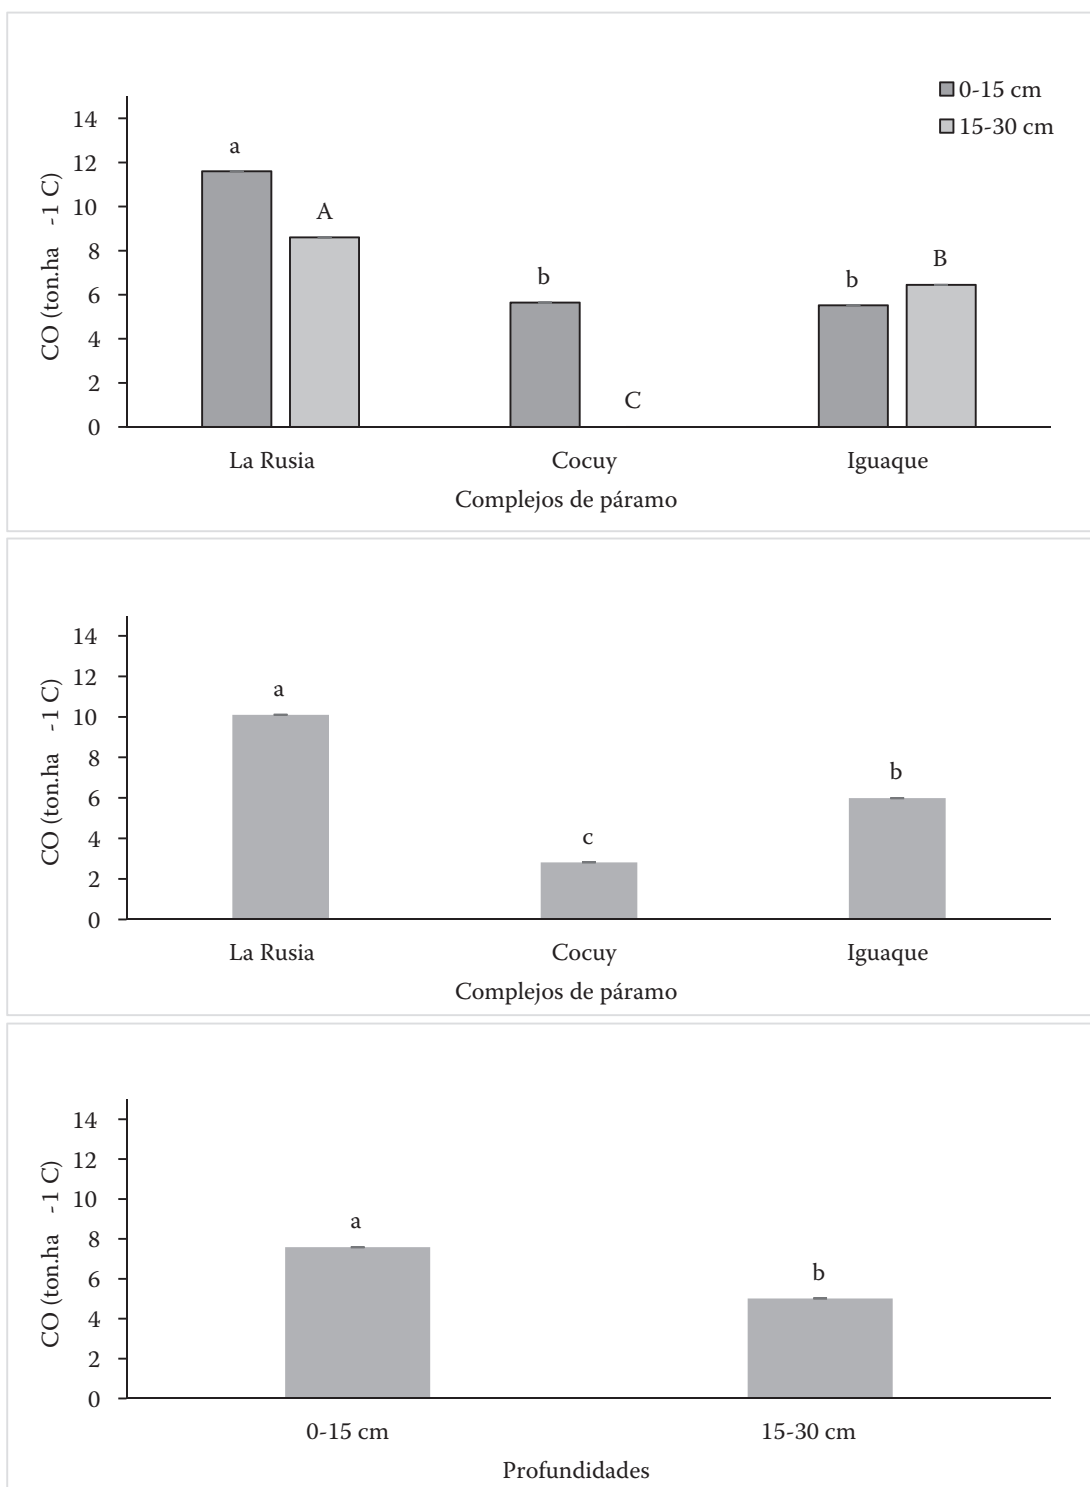 0-15 cm
15-30 cm
14
12
10
8
6
4
2
0
CO (ton.ha -1 C)
a
A
b
C
b
B
La Rusia Cocuy Iguaque
Complejos de páramo
14
12
10
8
6
4
2
0
CO (ton.ha -1 C)
a
c
b
La Rusia Cocuy Iguaque
Complejos de páramo
14
12
10
8
6
4
2
0
CO (ton.ha -1 C)
a
b
0-15 cm 15-30 cm
Profundidades